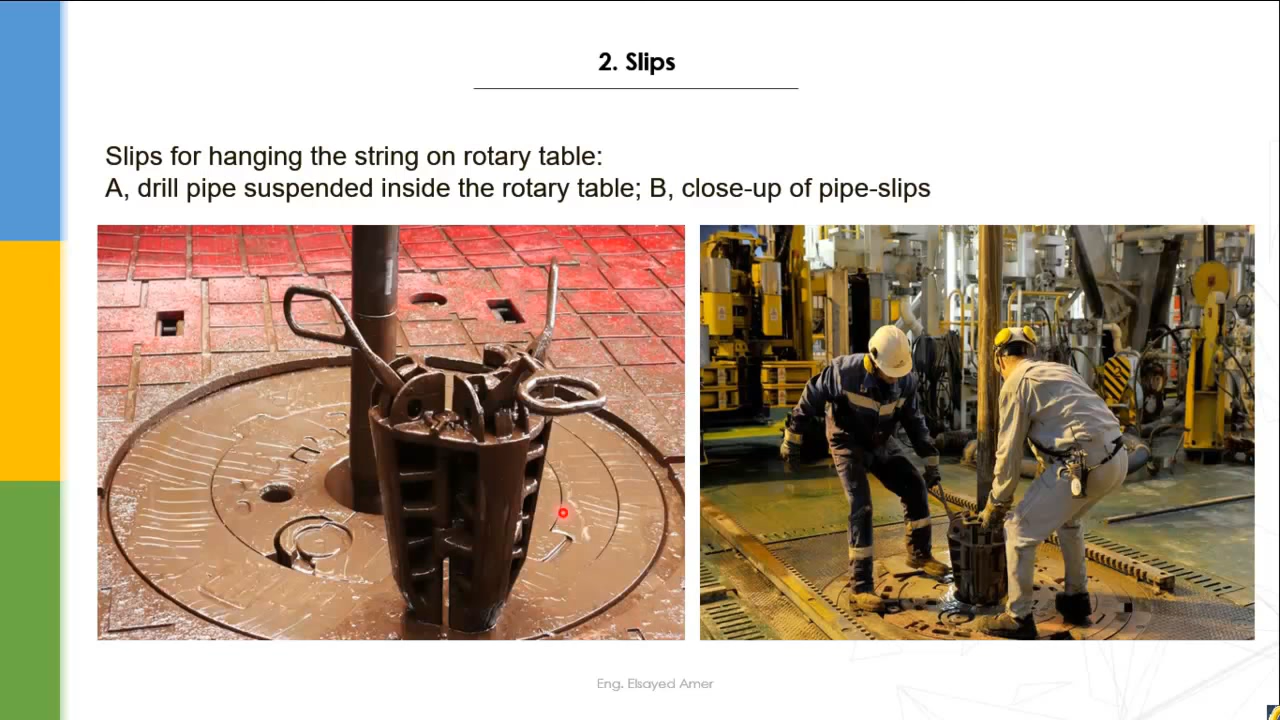 2. Slips
Slips for hanging the string on rotary table:
A, drill pipe suspended inside the rotary table; B, close-up of pipe-slips
Eng. Elsayed Amer